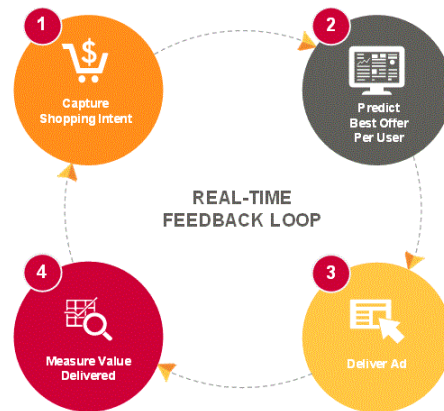 1
$
Capture
Shopping Intent
2
Predict
Best Offer
Per User
REAL-TIME
FEEDBACK LOOP
3
Deliver Ad
4
Measure Value
Delivered